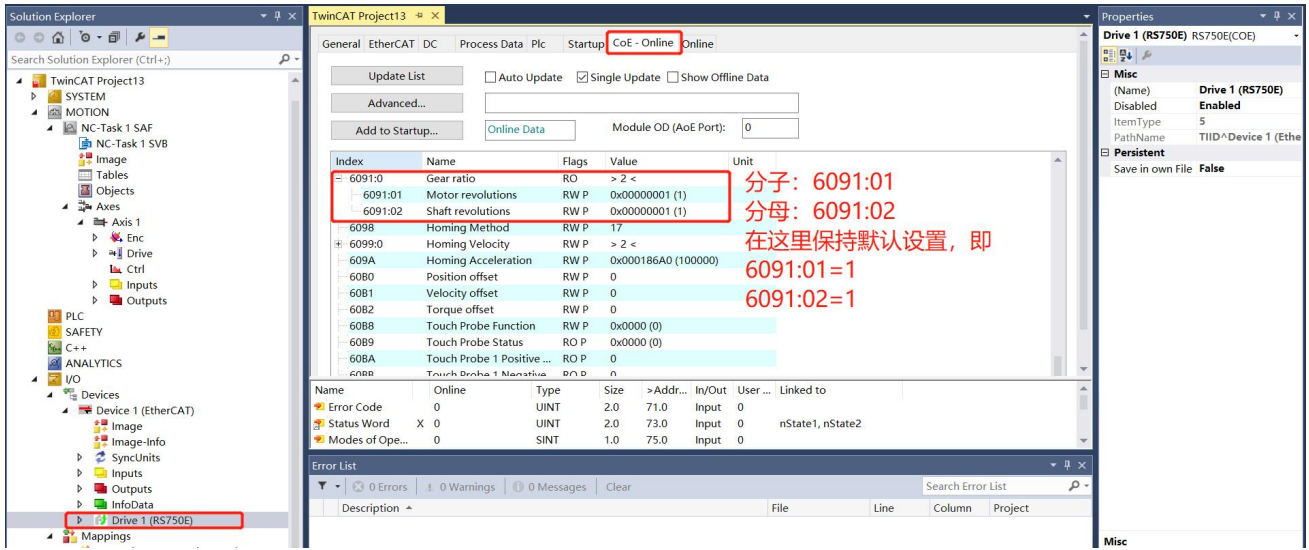 Solution Explorer
Search Solution Explorer (Ctrl+;)
TwinCAT Project13
SYSTEM
MOTION
NC-Task 1 SAF
NC-Task 1 SVB
Image
Tables
Objects
Axes
Axis 1
Enc
Drive
Ctrl
Inputs
Outputs
PLC
SAFETY
C++
ANALYTICS
I/O
Devices
Device 1 (EtherCAT)
Image
Image-Info
SyncUnits
Inputs
Outputs
InfoData
Drive 1 (RS750E)
Mappings
TwinCAT Project13
General EtherCAT DC Process Data Plc Startup CoE - Online Online
Update List Auto Update Single Update Show Offline Data
Advanced...
Add to Startup... Online Data Module OD (AoE Port): 0
Index Name Flags Value Unit
6091:0 Gear ratio RO > 2 <
6091:01 Motor revolutions RW P 0x00000001 (1)
6091:02 Shaft revolutions RW P 0x00000001 (1)
6098 Homing Method RW P 17
6099:0 Homing Velocity RW P > 2 <
609A Homing Acceleration RW P 0x000186A0 (100000)
60B0 Position offset RW P 0
60B1 Velocity offset RW P 0
60B2 Torque offset RW P 0
60B8 Touch Probe Function RW P 0x0000 (0)
60B9 Touch Probe Status RO P 0x0000 (0)
60BA Touch Probe 1 Positive ... RO P 0
60BB Touch Probe 1 Negative RO P 0
分子：6091:01
分母：6091:02
在这里保持默认设置，即
6091:01=1
6091:02=1
Name Online Type Size >Addr... In/Out User ... Linked to
Error Code 0 UINT 2.0 71.0 Input 0
Status Word X 0 UINT 2.0 73.0 Input 0 nState1, nState2
Modes of Ope... 0 SINT 1.0 75.0 Input 0
Error List
0 Errors 0 Warnings 0 Messages Clear Search Error List
Description File Line Column Project
Properties
Drive 1 (RS750E) RS750E(COE)
Misc
(Name) Drive 1 (RS750E)
Disabled Enabled
ItemType 5
PathName TIID^Device 1 (Ethe
Persistent
Save in own File False
Misc